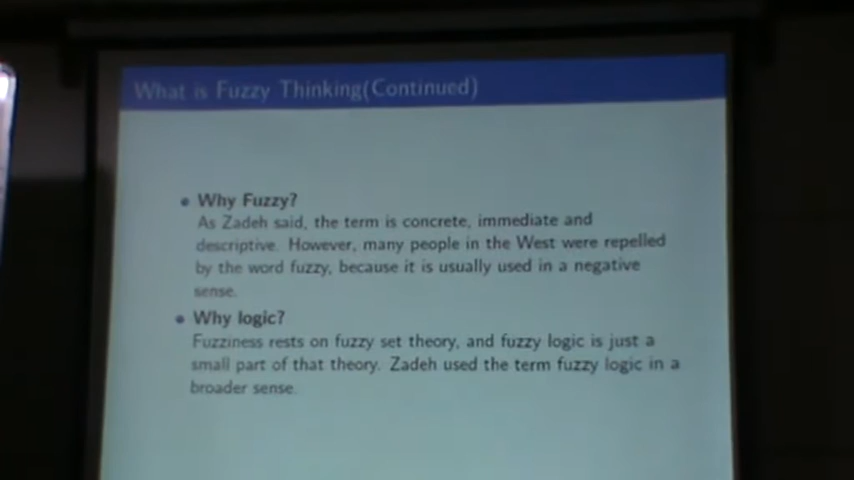 What is Fuzzy Thinking(Continued)
Why Fuzzy?
As Zadeh said, the term is concrete, immediate and
descriptive. However, many people in the West were repelled
by the word fuzzy, because it is usually used in a negative
sense.
Why logic?
Fuzziness rests on fuzzy set theory, and fuzzy logic is just a
small part of that theory. Zadeh used the term fuzzy logic in a
broader sense.